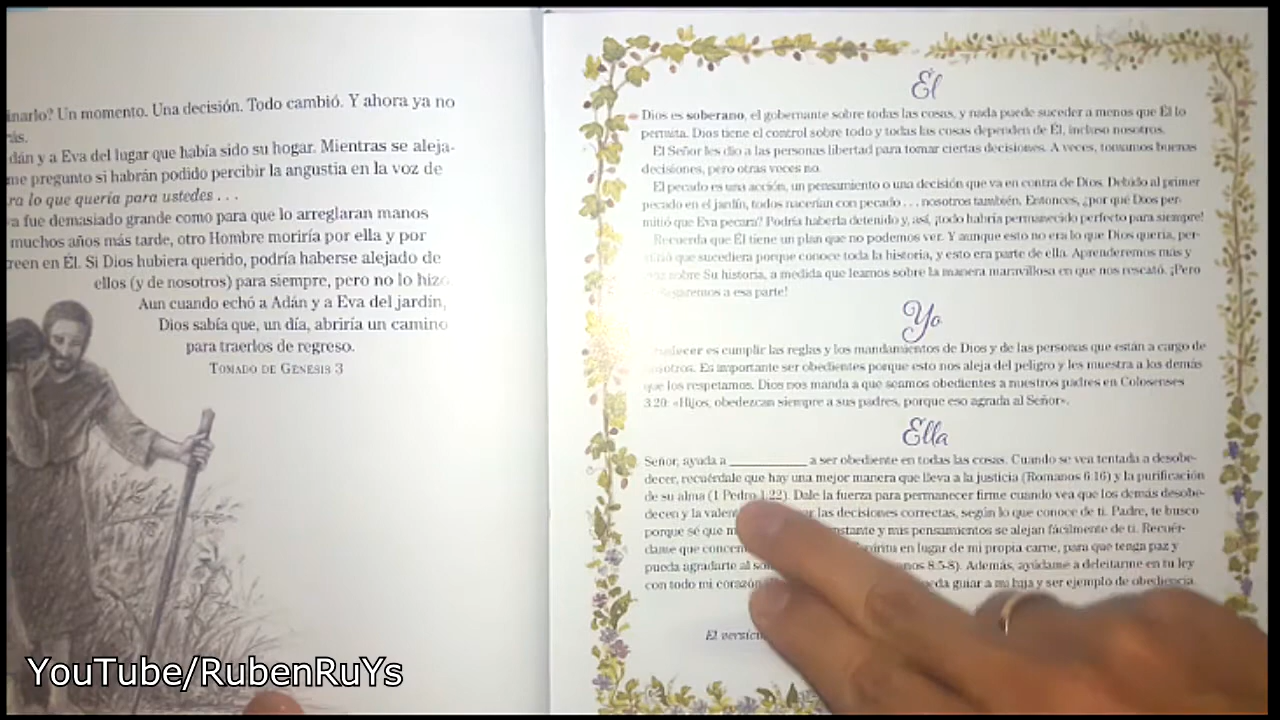 inarlo? Un momento. Una decisión. Todo cambió. Y ahora ya no
ás.
dán y a Eva del lugar que había sido su hogar. Mientras se aleja-
me pregunto si habrán podido percibir la angustia en la voz de
ra lo que quería para ustedes . . .
a fue demasiado grande como para que lo arreglaran manos
muchos años más tarde, otro Hombre moriría por ella y por
reen en Él. Si Dios hubiera querido, podría haberse alejado de
ellos (y de nosotros) para siempre, pero no lo hizo
Aun cuando echó a Adán y a Eva del jardín,
Dios sabía que, un día, abriría un camino
para traerlos de regreso.
TOMADO DE GÉNESIS 3
Él
Dios es soberano, el gobernante sobre todas las cosas, y nada puede suceder a menos que Él lo
permita. Dios tiene el control sobre todo y todas las cosas dependen de Él, incluso nosotros.
El Señor les dio a las personas libertad para tomar ciertas decisiones. A veces, tomamos buenas
decisiones, pero otras veces no.
El pecado es una acción, un pensamiento o una decisión que va en contra de Dios. Debido al primer
pecado en el jardín, todos nacerían con pecado . . . nosotros también. Entonces, ¿por qué Dios per-
mitió que Eva pecara? Podría haberla detenido y, así, ¡todo habría permanecido perfecto para siempre!
Recuerda que Él tiene un plan que no podemos ver. Y aunque esto no era lo que Dios quería, per-
mitió que sucediera porque conoce toda la historia, y esto era parte de ella. Aprenderemos más y
más sobre Su historia, a medida que leamos sobre la manera maravillosa en que nos rescató. ¡Pero
llegaremos a esa parte!
Yo
Obedecer es cumplir las reglas y los mandamientos de Dios y de las personas que están a cargo de
nosotros. Es importante ser obedientes porque esto nos aleja del peligro y les muestra a los demás
que los respetamos. Dios nos manda a que seamos obedientes a nuestros padres en Colosenses
3.20: «Hijos, obedezcan siempre a sus padres, porque eso agrada al Señor».
Ella
Señor, ayuda a __________ a ser obediente en todas las cosas. Cuando se vea tentada a desobe-
decer, recuérdale que hay una mejor manera que lleva a la justicia (Romanos 6.16) y la purificación
de su alma (1 Pedro 1.22). Dale la fuerza para permanecer firme cuando vea que los demás desobe-
decen y la valen las decisiones correctas, según lo que conoce de ti. Padre, te busco
porque sé que y mis pensamientos se alejan fácilmente de ti. Recuér-
dame que en lugar de mi propia carne, para que tenga paz y
pueda agradarte al 8.5-8). Además, ayúdame a deleitarme en tu ley
con todo mi corazón guiar a mi hija y ser ejemplo de obediencia.
El
YouTube/RubenRuYs